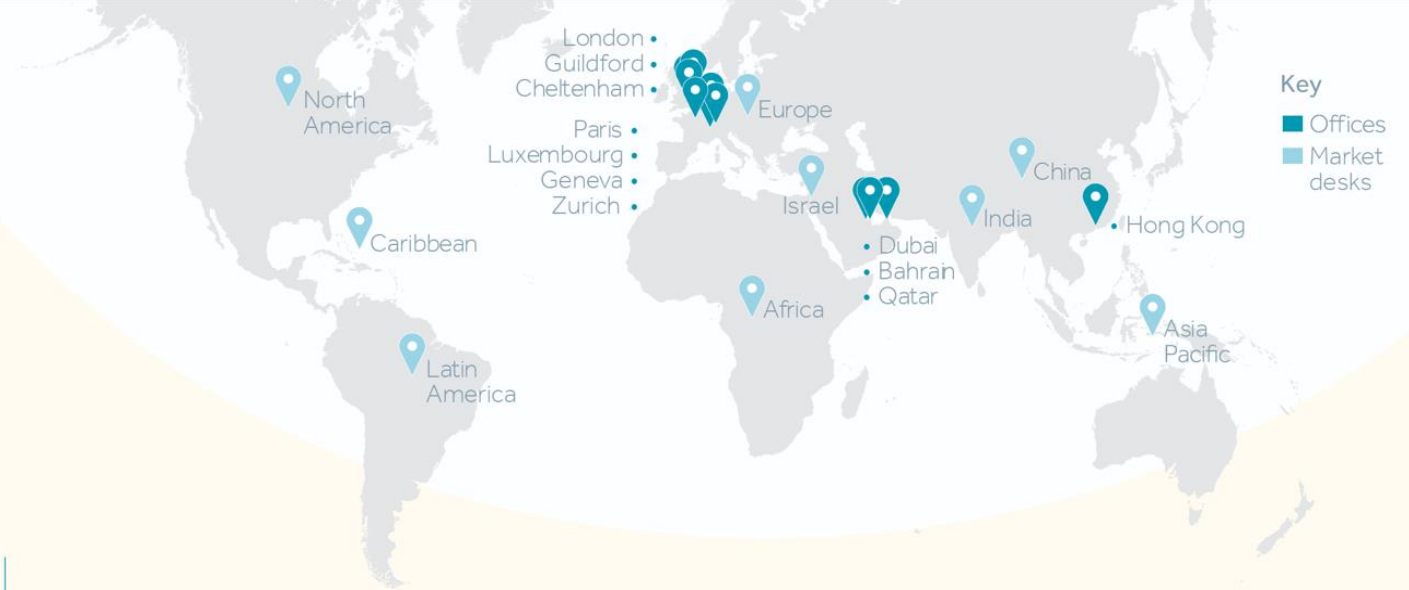 London
Guildford
Cheltenham
Paris
Luxembourg
Geneva
Zurich
North
America
Caribbean
Latin
America
Europe
Israel
Africa
Dubai
Bahrain
Qatar
India
China
Hong Kong
Asia
Pacific
Key
Offices
Market
desks